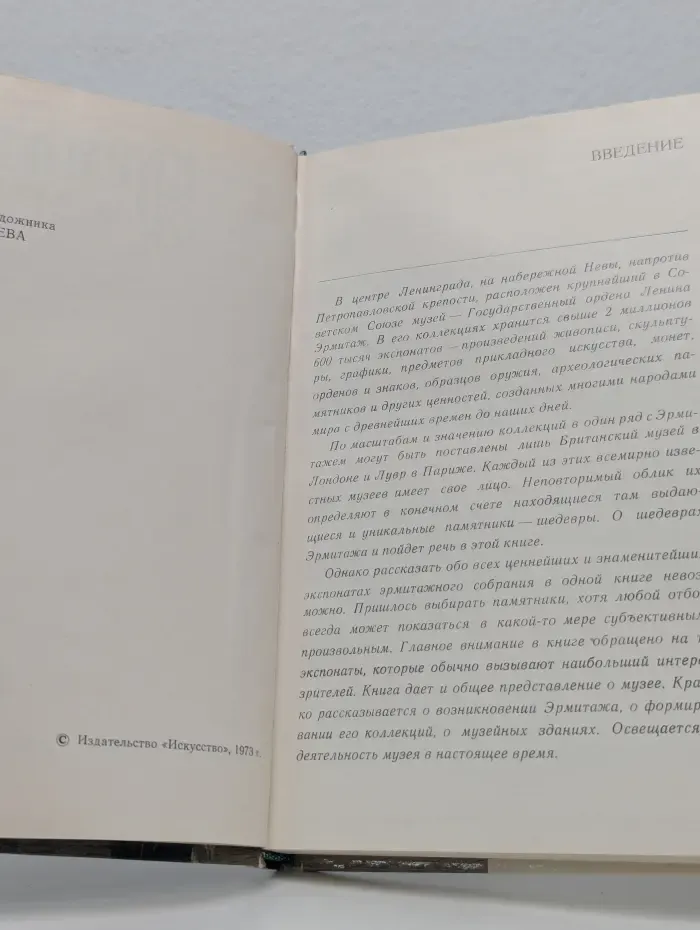 дожника
ЕВА
© Издательство «Искусство», 1973 г.
ВВЕДЕНИЕ
В центре Ленинграда, на набережной Невы, напротив
Петропавловской крепости, расположен крупнейший в Со-
ветском Союзе музей — Государственный ордена Ленина
Эрмитаж. В его коллекциях хранится свыше 2 миллионов
600 тысяч экспонатов — произведений живописи, скульпту-
ры, графики, предметов прикладного искусства, монет,
орденов и знаков, образцов оружия, археологических па-
мятников и других ценностей, созданных многими народами
мира с древнейших времен до наших дней.
По масштабам и значению коллекций в один ряд с Эрми-
тажем могут быть поставлены лишь Британский музей в
Лондоне и Лувр в Париже. Каждый из этих всемирно изве-
стных музеев имеет свое лицо. Неповторимый облик их
определяют в конечном счете находящиеся там выдаю-
щиеся и уникальные памятники — шедевры. О шедеврах
Эрмитажа и пойдет речь в этой книге.
Однако рассказать обо всех ценнейших и знаменитейших
экспонатах эрмитажного собрания в одной книге невоз
можно. Пришлось выбирать памятники, хотя любой отбо
всегда может показаться в какой-то мере субъективным
произвольным. Главное внимание в книге обращено на т
экспонаты, которые обычно вызывают наибольший интере
зрителей. Книга дает и общее представление о музее. Кра
ко рассказывается о возникновении Эрмитажа, о формир
вании его коллекций, о музейных зданиях. Освещается
деятельность музея в настоящее время.